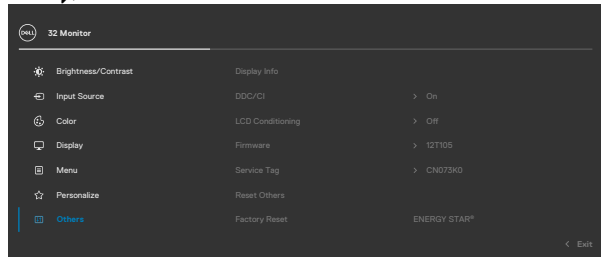 DELL 32 Monitor
Brightness/Contrast Display Info
Input Source DDC/CI > On
Color LCD Conditioning > Off
Display Firmware > 12T105
Menu Service Tag > CN073K0
Personalize Reset Others
Others Factory Reset ENERGY STAR®
< Exit